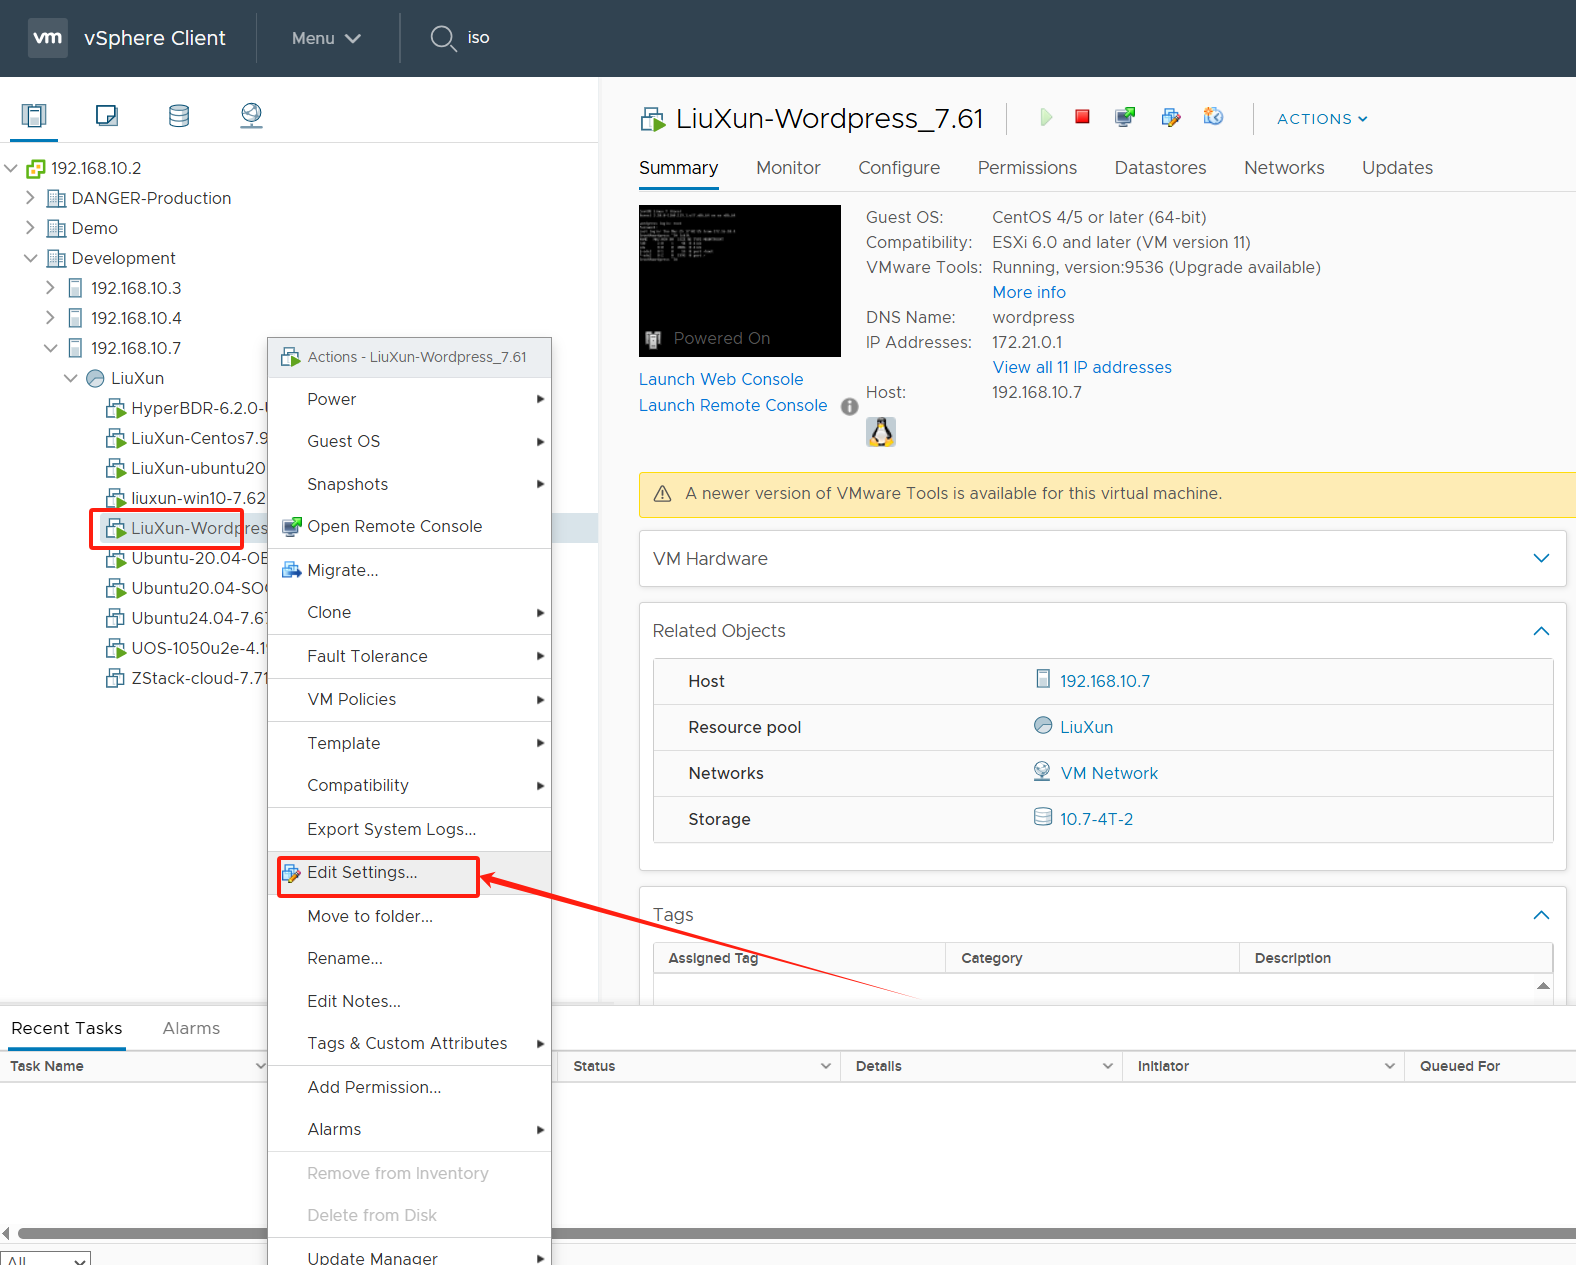 vm vSphere Client Menu iso
192.168.10.2
DANGER-Production
Demo
Development
192.168.10.3
192.168.10.4
192.168.10.7
LiuXun
HyperBDR-6.2.0-
LiuXun-Centos7.9
LiuXun-ubuntu20
liuxun-win10-7.62
LiuXun-Wordpres
Ubuntu-20.04-OE
Ubuntu20.04-SO
Ubuntu24.04-7.67
UOS-1050u2e-4.1
ZStack-cloud-7.71
Actions - LiuXun-Wordpress_7.61
Power
Guest OS
Snapshots
Open Remote Console
Migrate...
Clone
Fault Tolerance
VM Policies
Template
Compatibility
Export System Logs...
Edit Settings...
Move to folder...
Rename...
Edit Notes...
Tags & Custom Attributes
Add Permission...
Alarms
Remove from Inventory
Delete from Disk
Update Manager
LiuXun-Wordpress_7.61 ACTIONS
Summary Monitor Configure Permissions Datastores Networks Updates
Powered On
Launch Web Console
Launch Remote Console
Guest OS: CentOS 4/5 or later (64-bit)
Compatibility: ESXi 6.0 and later (VM version 11)
VMware Tools: Running, version:9536 (Upgrade available)
More info
DNS Name: wordpress
IP Addresses: 172.21.0.1
View all 11 IP addresses
Host: 192.168.10.7
A newer version of VMware Tools is available for this virtual machine.
VM Hardware
Related Objects
Host 192.168.10.7
Resource pool LiuXun
Networks VM Network
Storage 10.7-4T-2
Tags
Assigned Tag Category Description
Recent Tasks Alarms
Task Name Status Details Initiator Queued For
All